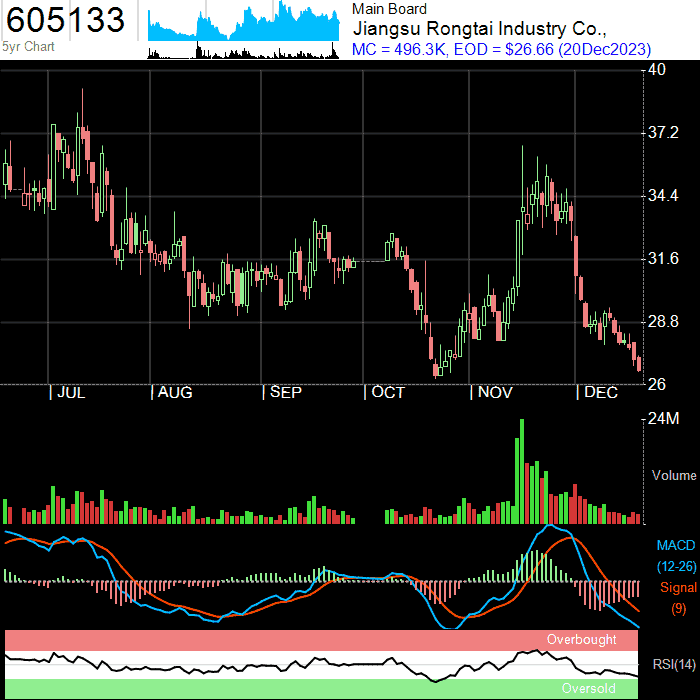 605133
5yr Chart
Main Board
Jiangsu Rongtai Industry Co.,
MC = 496.3K, EOD = $26.66 (20Dec2023)
40
37.2
34.4
31.6
28.8
26
JUL
AUG
SEP
OCT
NOV
DEC
24M
Volume
MACD
(12-26)
Signal
(9)
Overbought
RSI(14)
Oversold